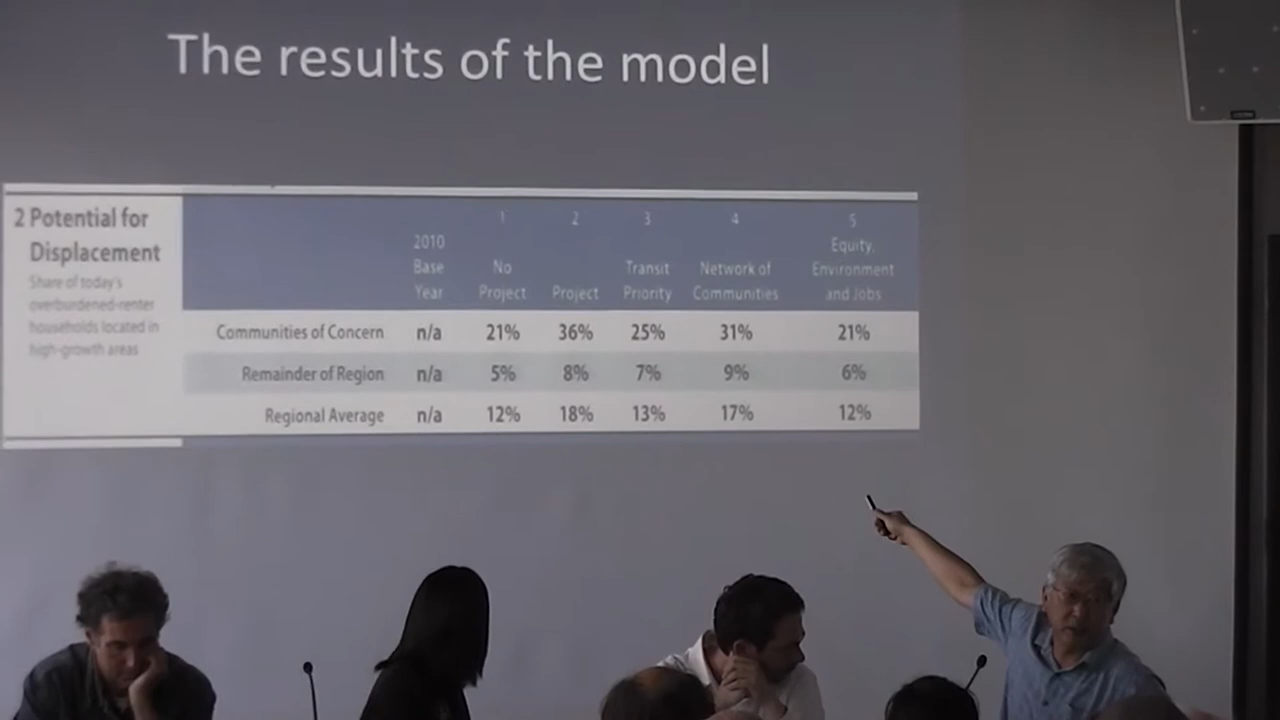 The results of the model
2 Potential for
Displacement
Share of today's
overburdened-renter
households located in
high-growth areas
1 2 3 4 5
2010 Equity,
Base No Transit Network of Environment
Year Project Project Priority Communities and Jobs
Communities of Concern n/a 21% 36% 25% 31% 21%
Remainder of Region n/a 5% 8% 7% 9% 6%
Regional Average n/a 12% 18% 13% 17% 12%